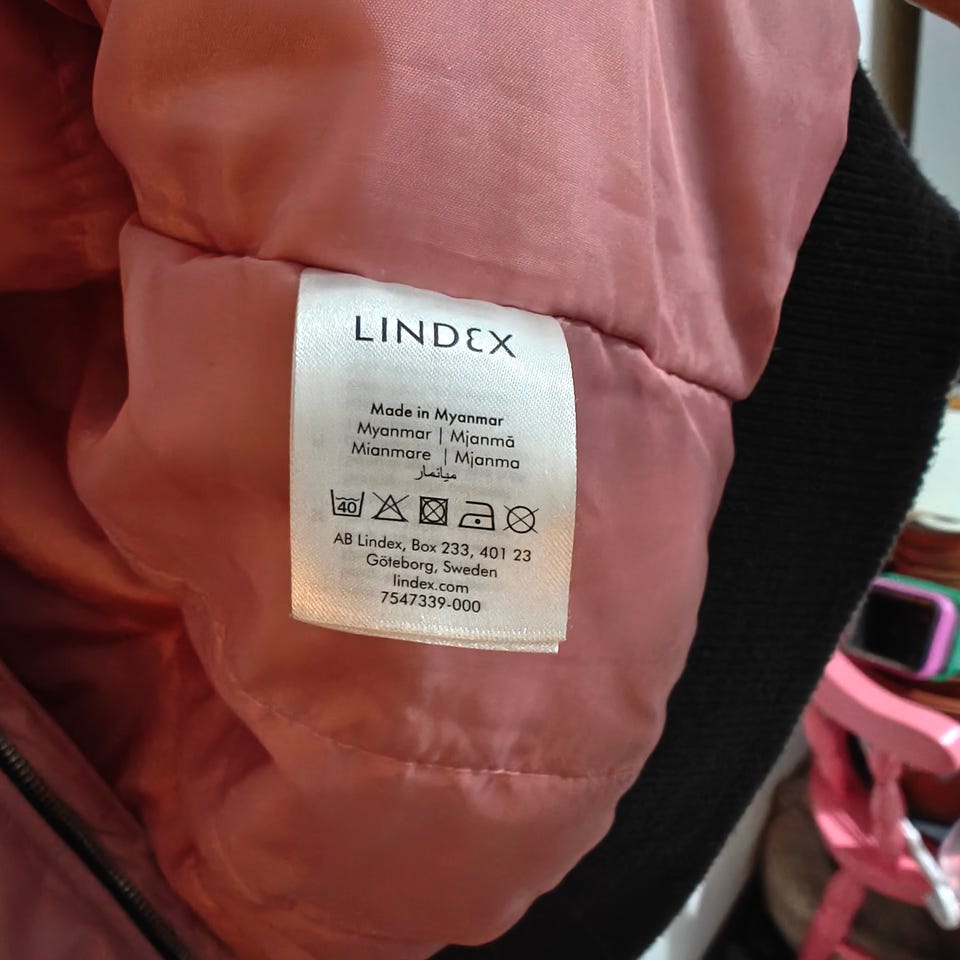 LINDEX
Made in Myanmar
Myanmar | Mjanmā
Mianmare | Mjanma
ميانمار
40
AB Lindex, Box 233, 401 23
Göteborg, Sweden
lindex.com
7547339-000